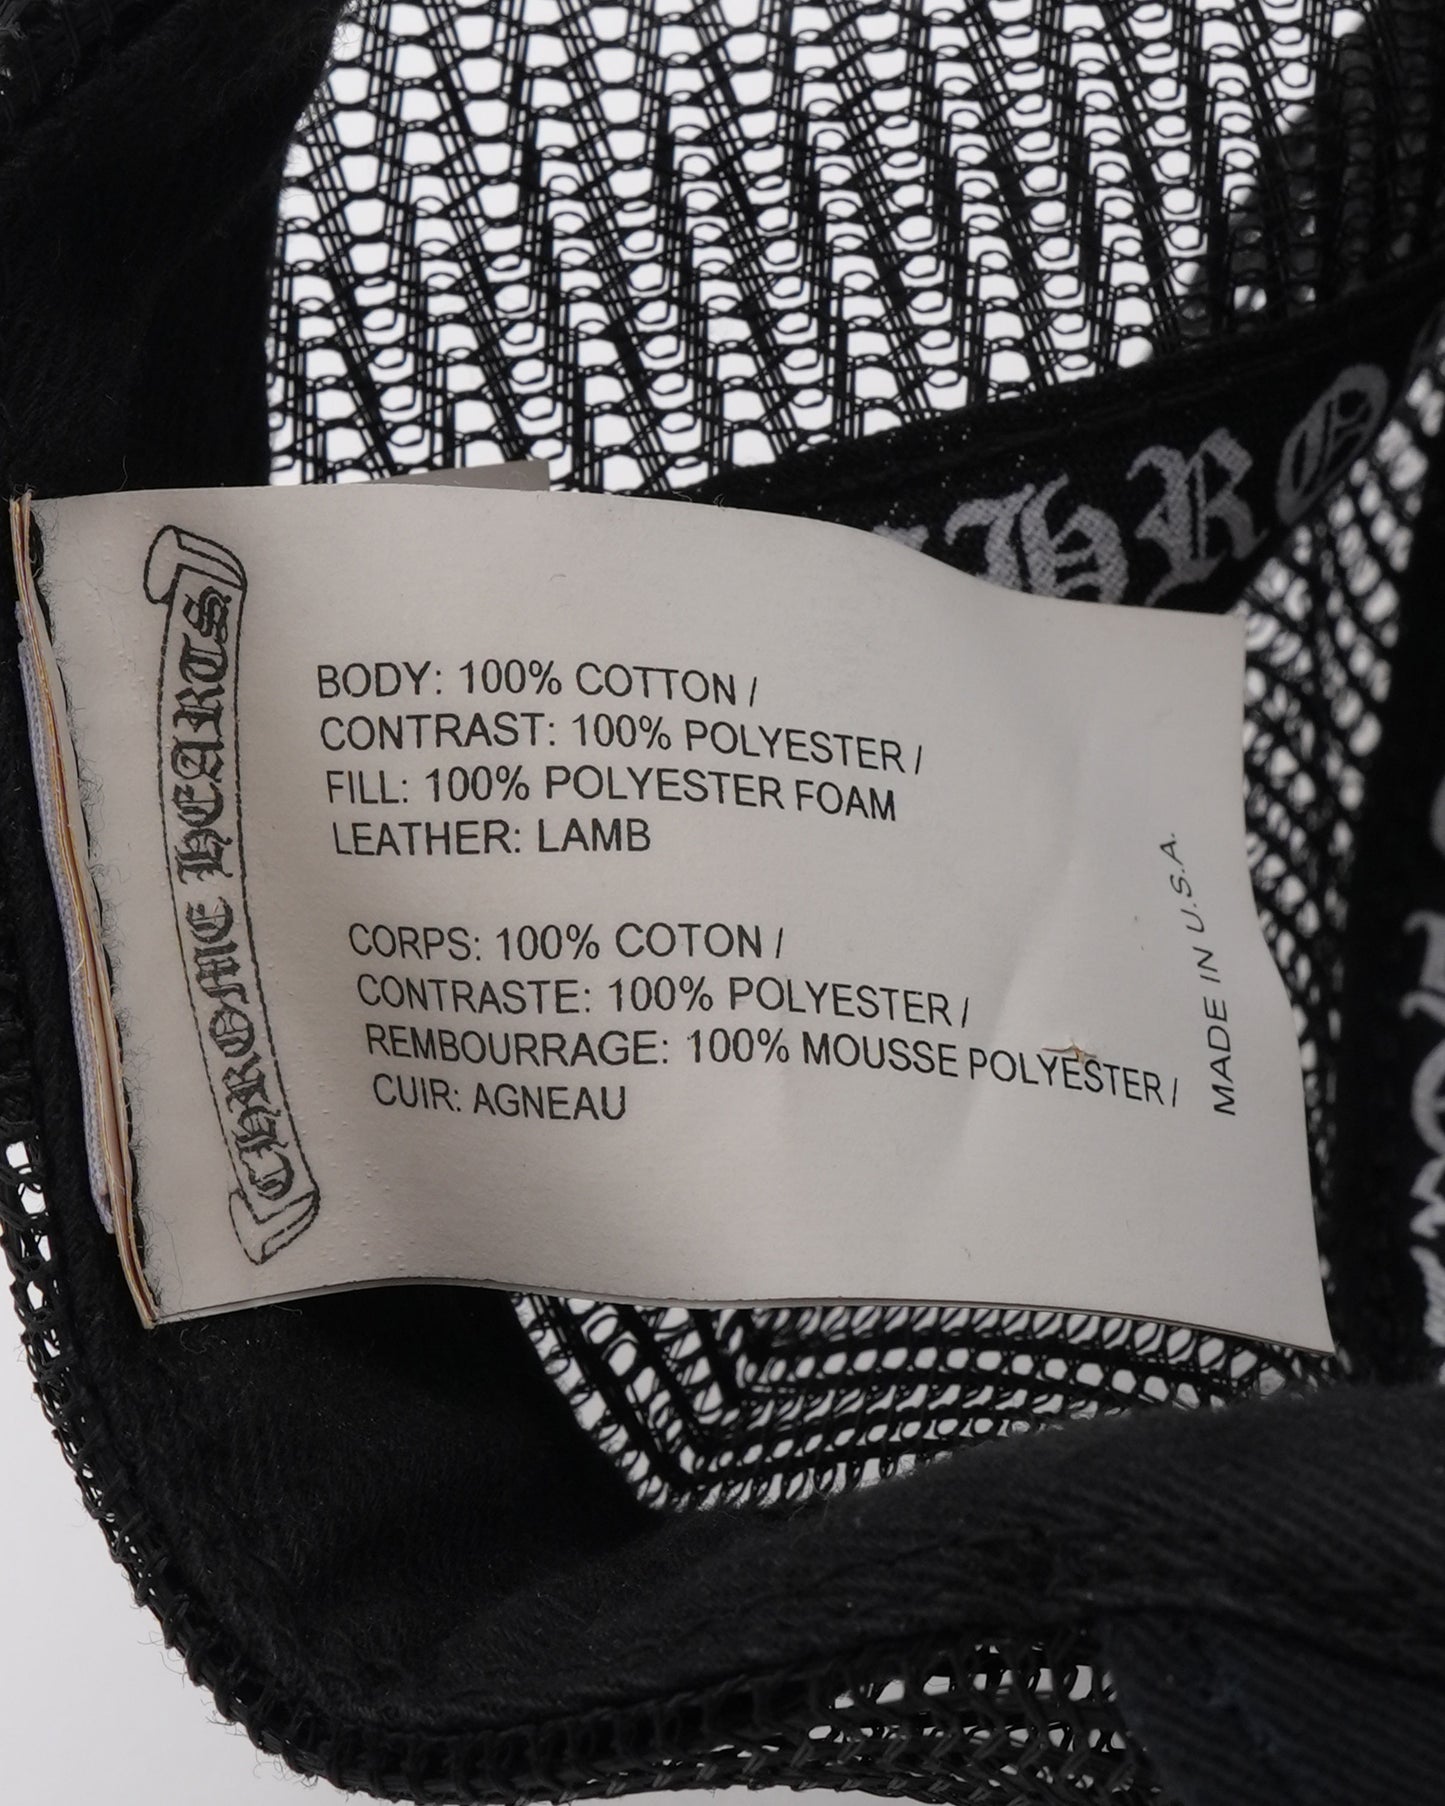 CHROME HEARTS
BODY: 100% COTTON /
CONTRAST: 100% POLYESTER /
FILL: 100% POLYESTER FOAM
LEATHER: LAMB
CORPS: 100% COTON /
CONTRASTE: 100% POLYESTER /
REMBOURRAGE: 100% MOUSSE POLYESTER /
CUIR: AGNEAU
MADE IN U.S.A.
HRO